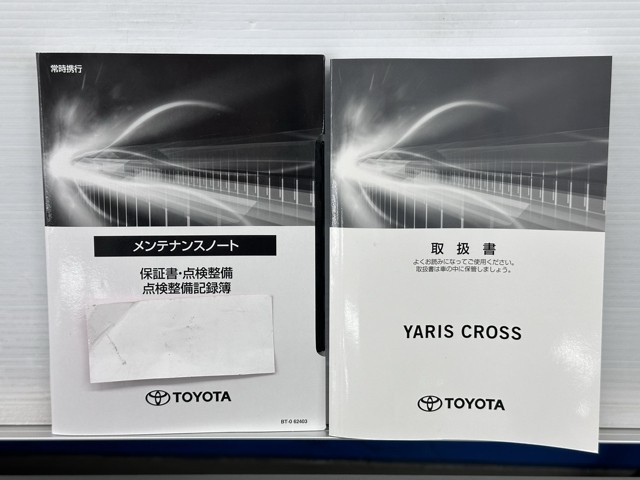 常時携行
メンテナンスノート
保証書・点検整備
点検整備記録簿
TOYOTA
BT-0 62403
取扱書
よくお読みになってご使用ください。
取扱書は車の中に保管しましょう。
YARIS CROSS
TOYOTA